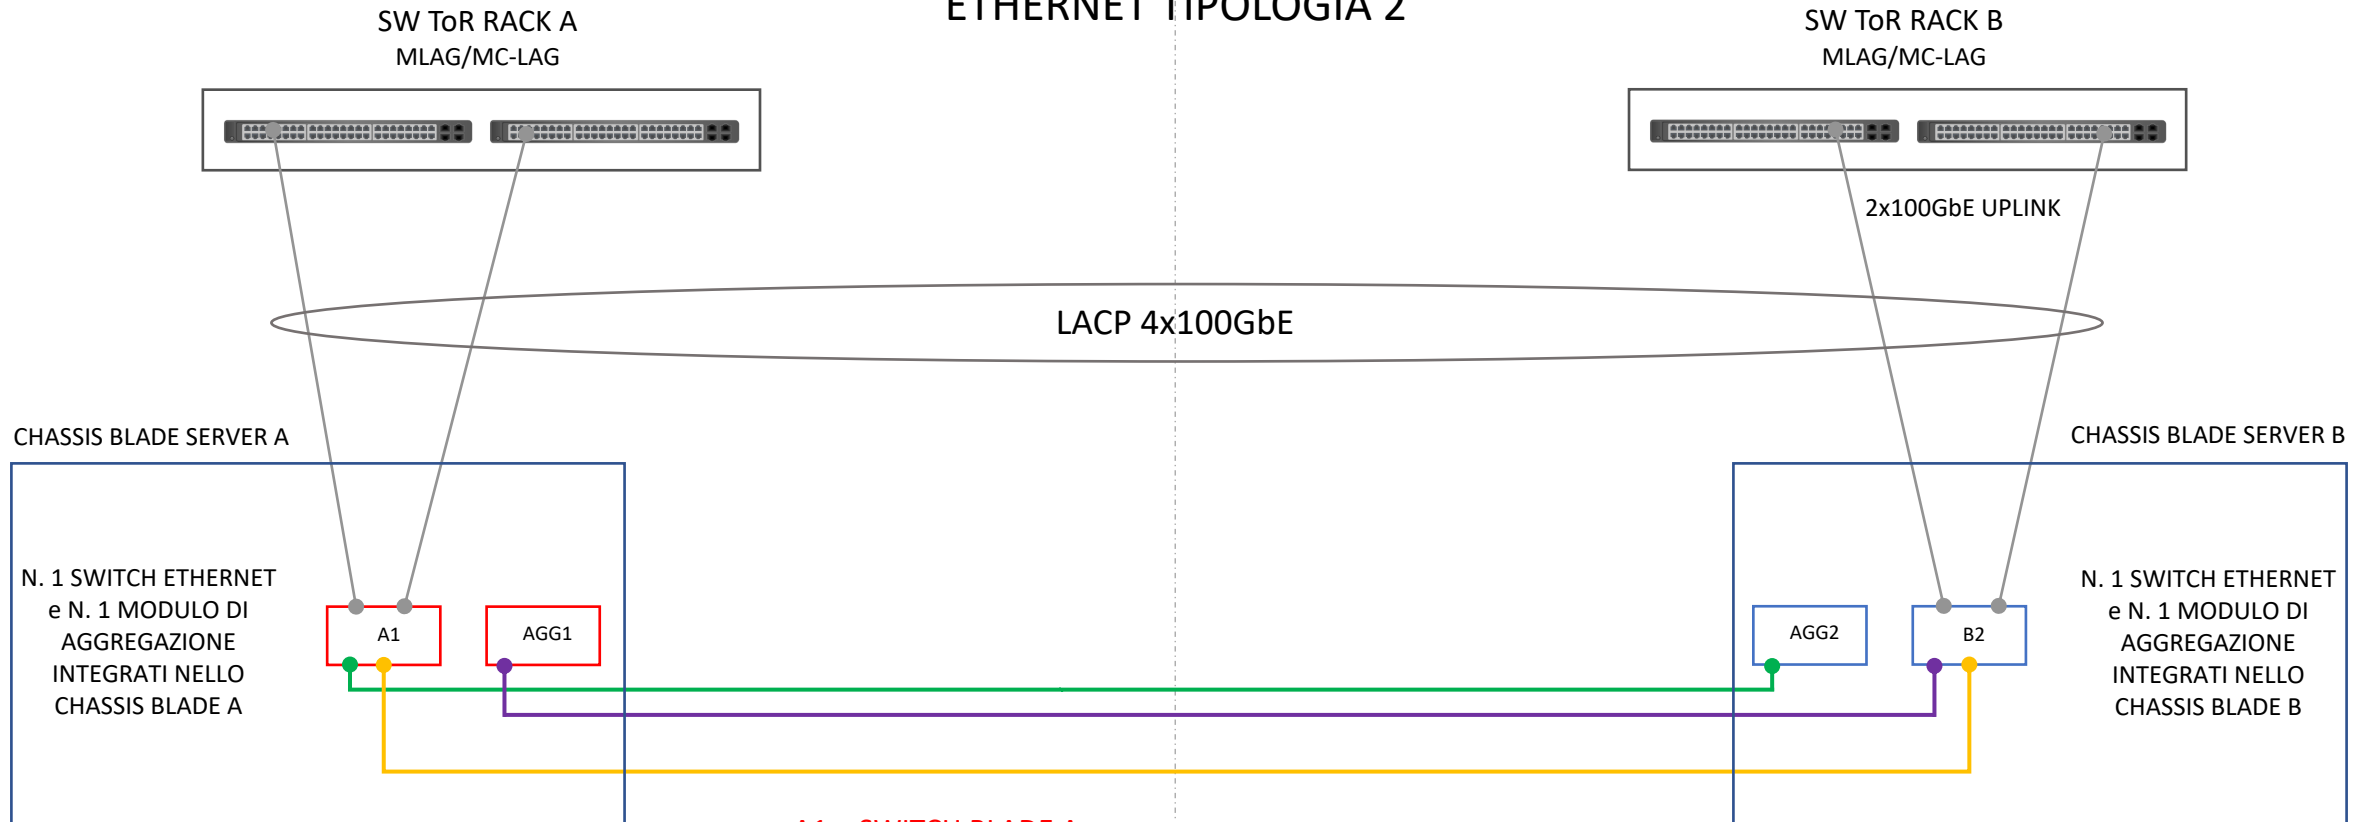 ETHERNET TIPOLOGIA 2
SW ToR RACK A
MLAG/MC-LAG
SW ToR RACK B
MLAG/MC-LAG
2x100GbE UPLINK
LACP 4x100GbE
CHASSIS BLADE SERVER A
CHASSIS BLADE SERVER B
N. 1 SWITCH ETHERNET
e N. 1 MODULO DI
AGGREGAZIONE
INTEGRATI NELLO
CHASSIS BLADE A
A1
AGG1
AGG2
B2
N. 1 SWITCH ETHERNET
e N. 1 MODULO DI
AGGREGAZIONE
INTEGRATI NELLO
CHASSIS BLADE B
SWITCH BLADE A